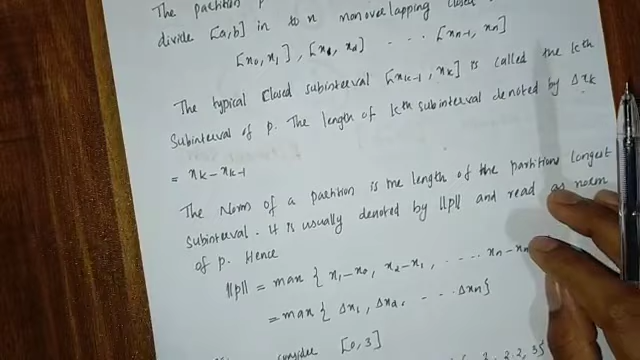 The partition P
divide [a,b] in to n nonoverlapping closed
[x0, x1], [x1, x2] ... [xn-1, xn]
The typical closed subinterval [xk-1, xk] is called the kth
Subinterval of P. The length of kth subinterval denoted by Δxk
= xk - xk-1
The Norm of a partition is the length of the partitions longest
subinterval. It is usually denoted by ||p|| and read as norm
of p. Hence
||p|| = max { x1-x0, x2-x1, ..... xn-xn
= max { Δx1, Δx2, - ... Δxn}
consider [0, 3]
2, 3}